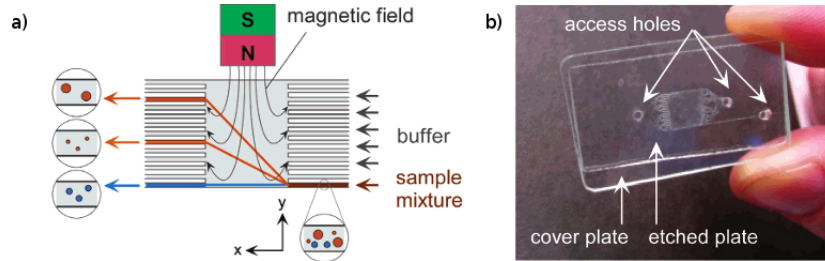 a)
S
N
magnetic field
buffer
sample
mixture
y
x
b)
access holes
cover plate
etched plate